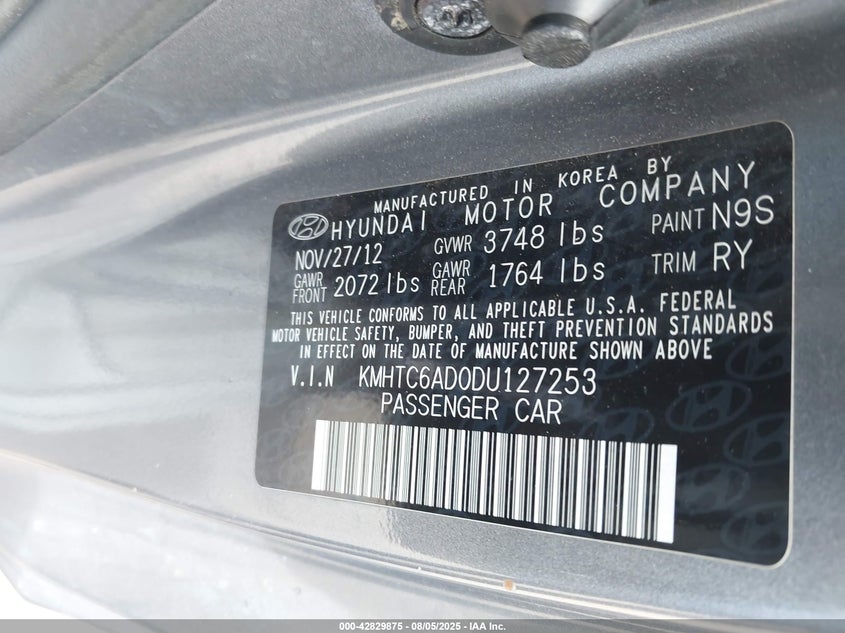 MANUFACTURED IN KOREA BY
HYUNDAI MOTOR COMPANY
NOV/27/12 GVWR 3748 lbs PAINT N9S
GAWR FRONT 2072 lbs GAWR REAR 1764 lbs TRIM RY
THIS VEHICLE CONFORMS TO ALL APPLICABLE U.S.A. FEDERAL
MOTOR VEHICLE SAFETY, BUMPER, AND THEFT PREVENTION STANDARDS
IN EFFECT ON THE DATE OF MANUFACTURE SHOWN ABOVE
V.I.N KMHTC6AD0DU127253
PASSENGER CAR
000-42829875 - 08/05/2025 - IAA Inc.